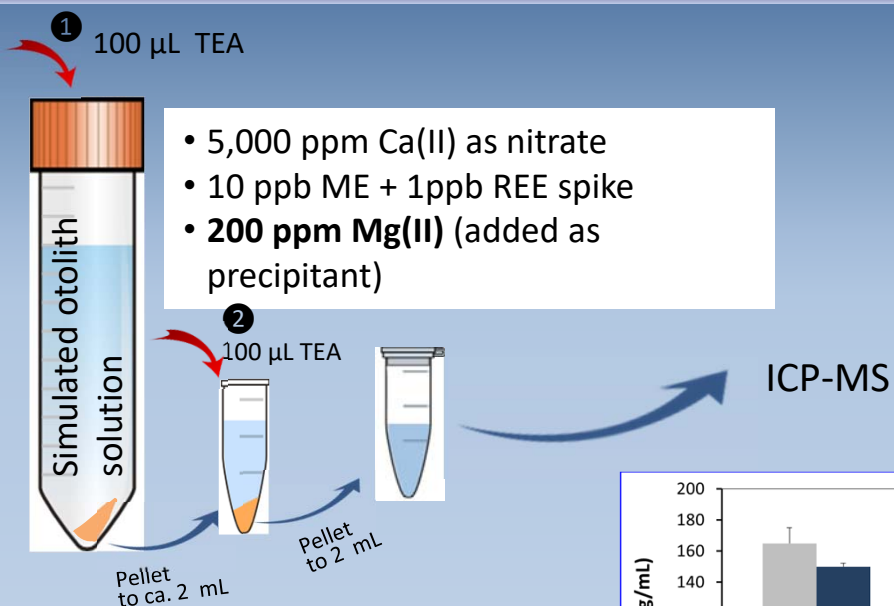 ❶ 100 µL TEA
• 5,000 ppm Ca(II) as nitrate
• 10 ppb ME + 1ppb REE spike
• 200 ppm Mg(II) (added as
precipitant)
Simulated otolith
solution
❷
100 µL TEA
ICP-MS
Pellet
to ca. 2 mL
Pellet
to 2 mL
200
180
160
140
g/mL)